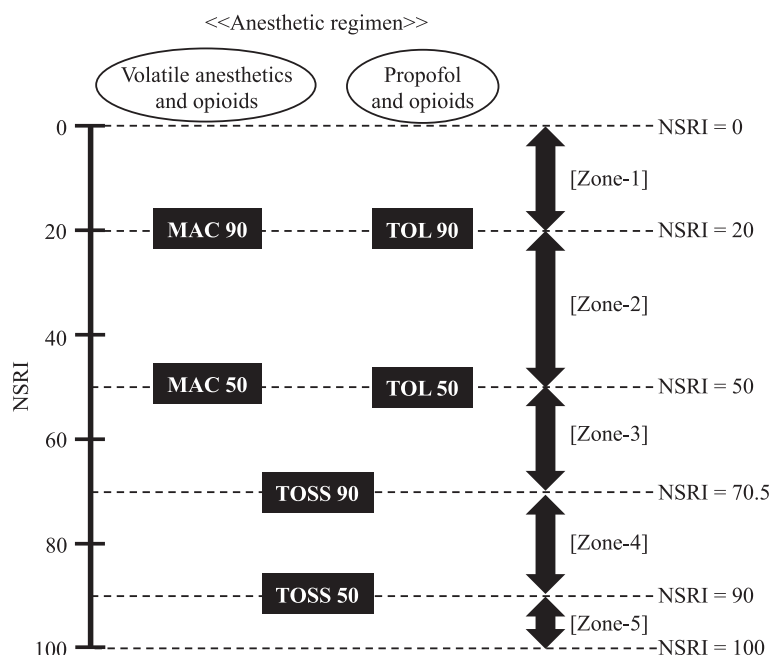 <<Anesthetic regimen>>
Volatile anesthetics
and opioids
Propofol
and opioids
0
NSRI = 0
[Zone-1]
MAC 90
TOL 90
20
NSRI = 20
[Zone-2]
40
NSRI
MAC 50
TOL 50
NSRI = 50
[Zone-3]
60
TOSS 90
NSRI = 70.5
[Zone-4]
80
TOSS 50
NSRI = 90
[Zone-5]
100
NSRI = 100